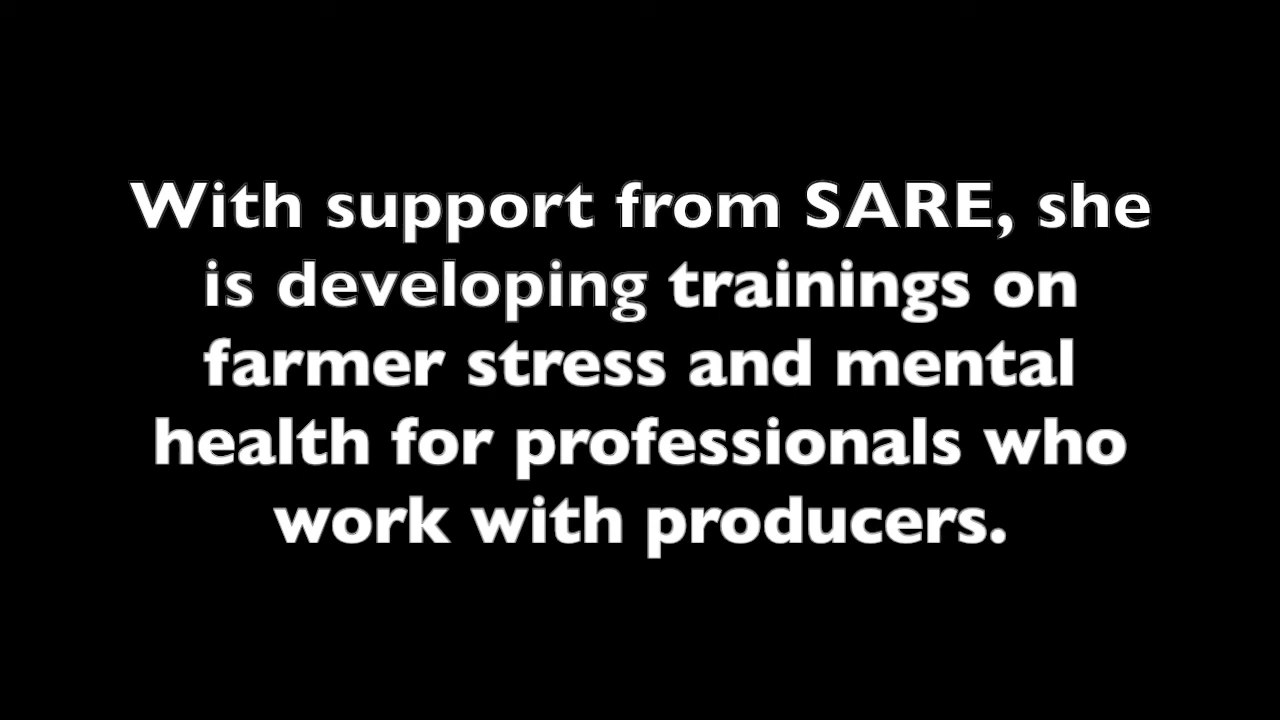 With support from SARE, she
is developing trainings on
farmer stress and mental
health for professionals who
work with producers.